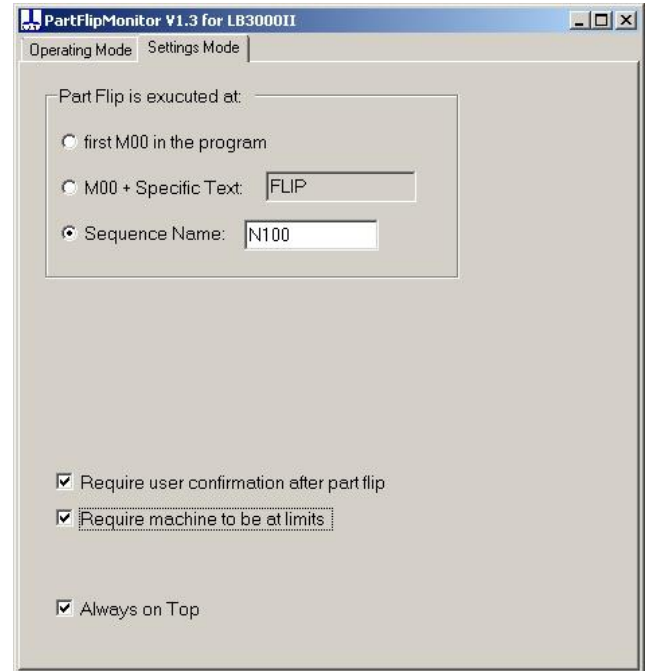 PartFlipMonitor V1.3 for LB3000II
Operating Mode Settings Mode
Part Flip is exucuted at:
first M00 in the program
M00 + Specific Text: FLIP
Sequence Name: N100
Require user confirmation after part flip
Require machine to be at limits
Always on Top